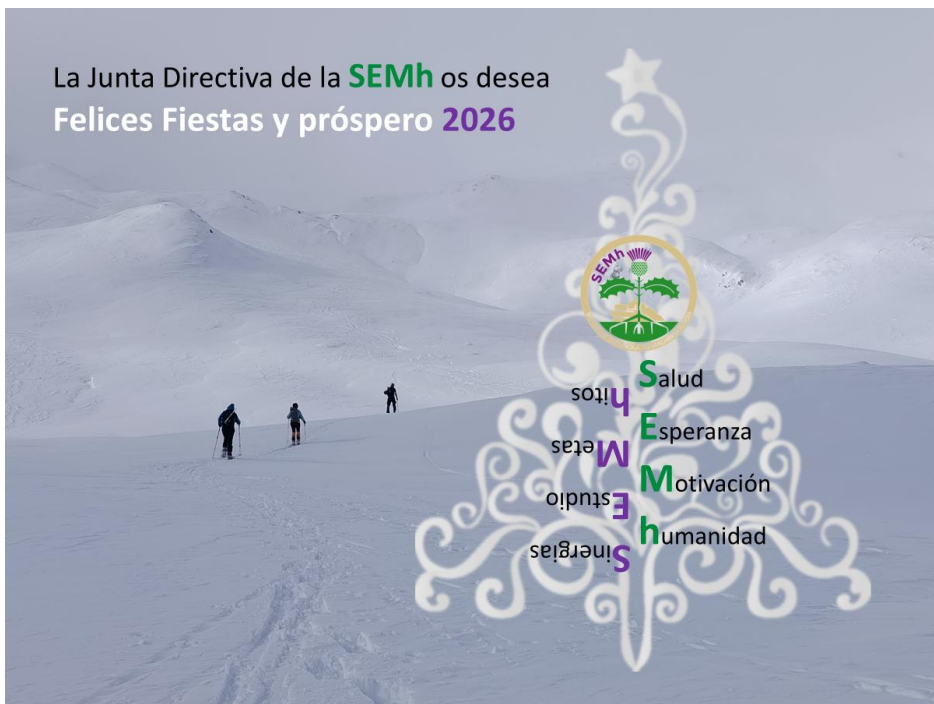 La Junta Directiva de la SEMh os desea
Felices Fiestas y próspero 2026
SEMh
Salud
Esperanza
Motivación
humanidad
Sinergias
Estudio
Metas
hitos